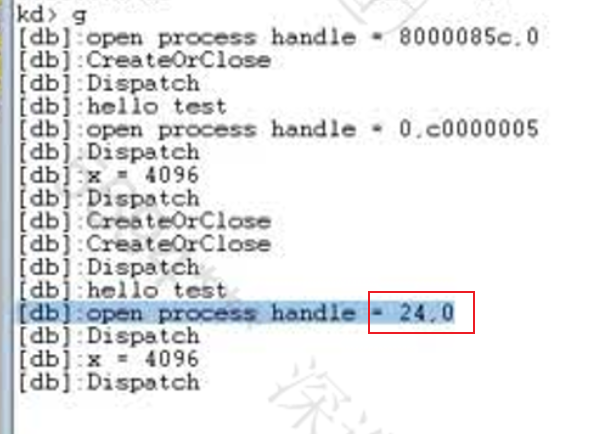 kd> g
[db]:open process handle = 8000085c,0
[db]:CreateOrClose
[db]:Dispatch
[db]:hello test
[db]:open process handle = 0,c0000005
[db]:Dispatch
[db]:x = 4096
[db]:Dispatch
[db]:CreateOrClose
[db]:CreateOrClose
[db]:Dispatch
[db]:hello test
[db]:open process handle = 24,0
[db]:Dispatch
[db]:x = 4096
[db]:Dispatch